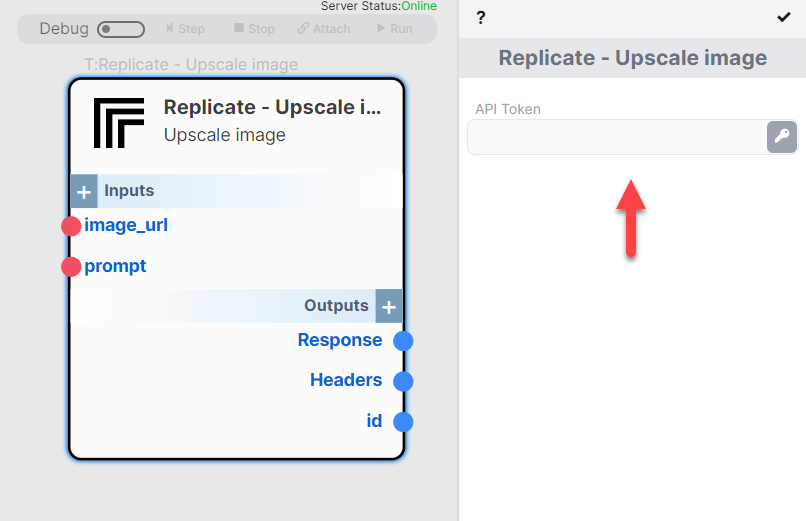 Server Status:Online
Debug
Step
Stop
Attach
Run
T:Replicate - Upscale image
Replicate - Upscale i...
Upscale image
+ Inputs
image_url
prompt
Outputs +
Response
Headers
id
?
Replicate - Upscale image
API Token